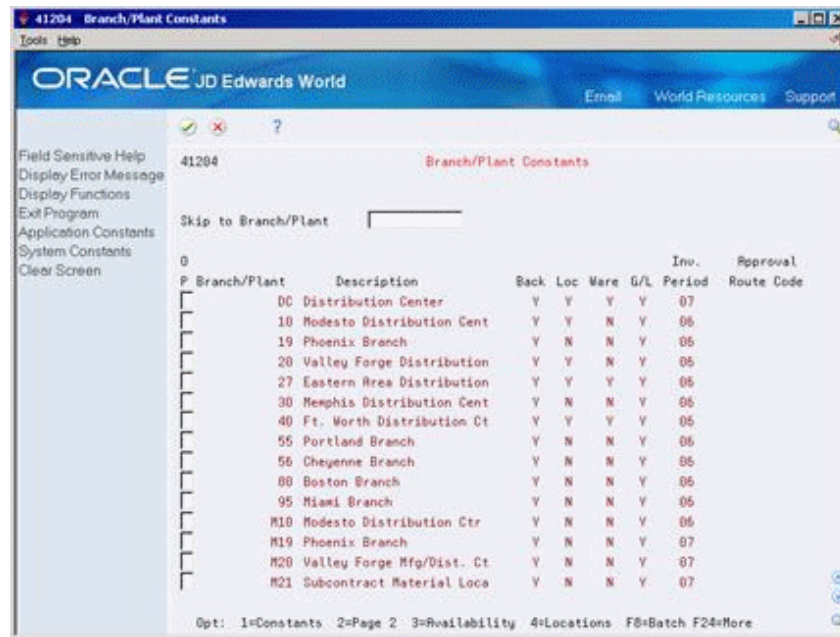 41204 Branch/Plant Constants
Tools Help
ORACLE JD Edwards World
Email World Resources Support
?
Field Sensitive Help
Display Error Message
Display Functions
Exit Program
Application Constants
System Constants
Clear Screen
41204 Branch/Plant Constants
Skip to Branch/Plant
O Inv. Approval
P Branch/Plant Description Back Loc Ware G/L Period Route Code
DC Distribution Center Y Y Y Y 07
10 Modesto Distribution Cent Y Y N Y 06
19 Phoenix Branch Y N N Y 06
20 Valley Forge Distribution Y Y N Y 06
27 Eastern Area Distribution Y Y Y Y 06
30 Memphis Distribution Cent Y N N Y 06
40 Ft. Worth Distribution Ct Y Y Y Y 06
55 Portland Branch Y N N Y 06
56 Cheyenne Branch Y N N Y 06
80 Boston Branch Y N N Y 06
95 Miami Branch Y N N Y 06
M10 Modesto Distribution Ctr Y N N Y 06
M19 Phoenix Branch Y N N Y 07
M20 Valley Forge Mfg/Dist. Ct Y N N Y 07
M21 Subcontract Material Loca Y N N Y 07
Opt: 1=Constants 2=Page 2 3=Availability 4=Locations F8=Batch F24=More